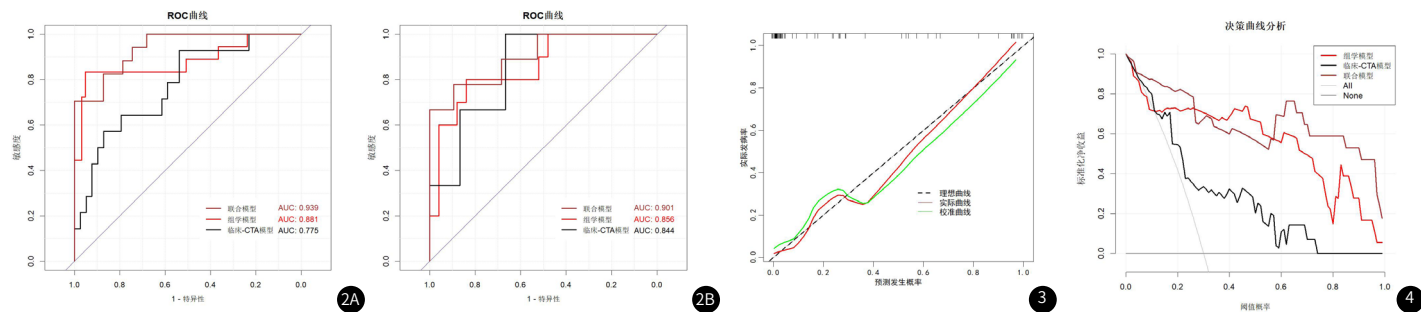 ROC曲线
敏感度
1.0
0.8
0.6
0.4
0.2
0.0
联合模型 AUC: 0.939
组学模型 AUC: 0.881
临床-CTA模型 AUC: 0.775
1.0 0.8 0.6 0.4 0.2 0.0
1 - 特异性
2A
ROC曲线
敏感度
1.0
0.8
0.6
0.4
0.2
0.0
联合模型 AUC: 0.901
组学模型 AUC: 0.856
临床-CTA模型 AUC: 0.844
1.0 0.8 0.6 0.4 0.2 0.0
1 - 特异性
2B
实际发病率
1.0
0.8
0.6
0.4
0.2
0.0
理想曲线
实际曲线
校准曲线
0.0 0.2 0.4 0.6 0.8 1.0
预测发生概率
3
决策曲线分析
标准化净收益
1.0
0.8
0.6
0.4
0.2
0.0
组学模型
临床-CTA模型
联合模型
All
None
0.0 0.2 0.4 0.6 0.8 1.0
阈值概率
4